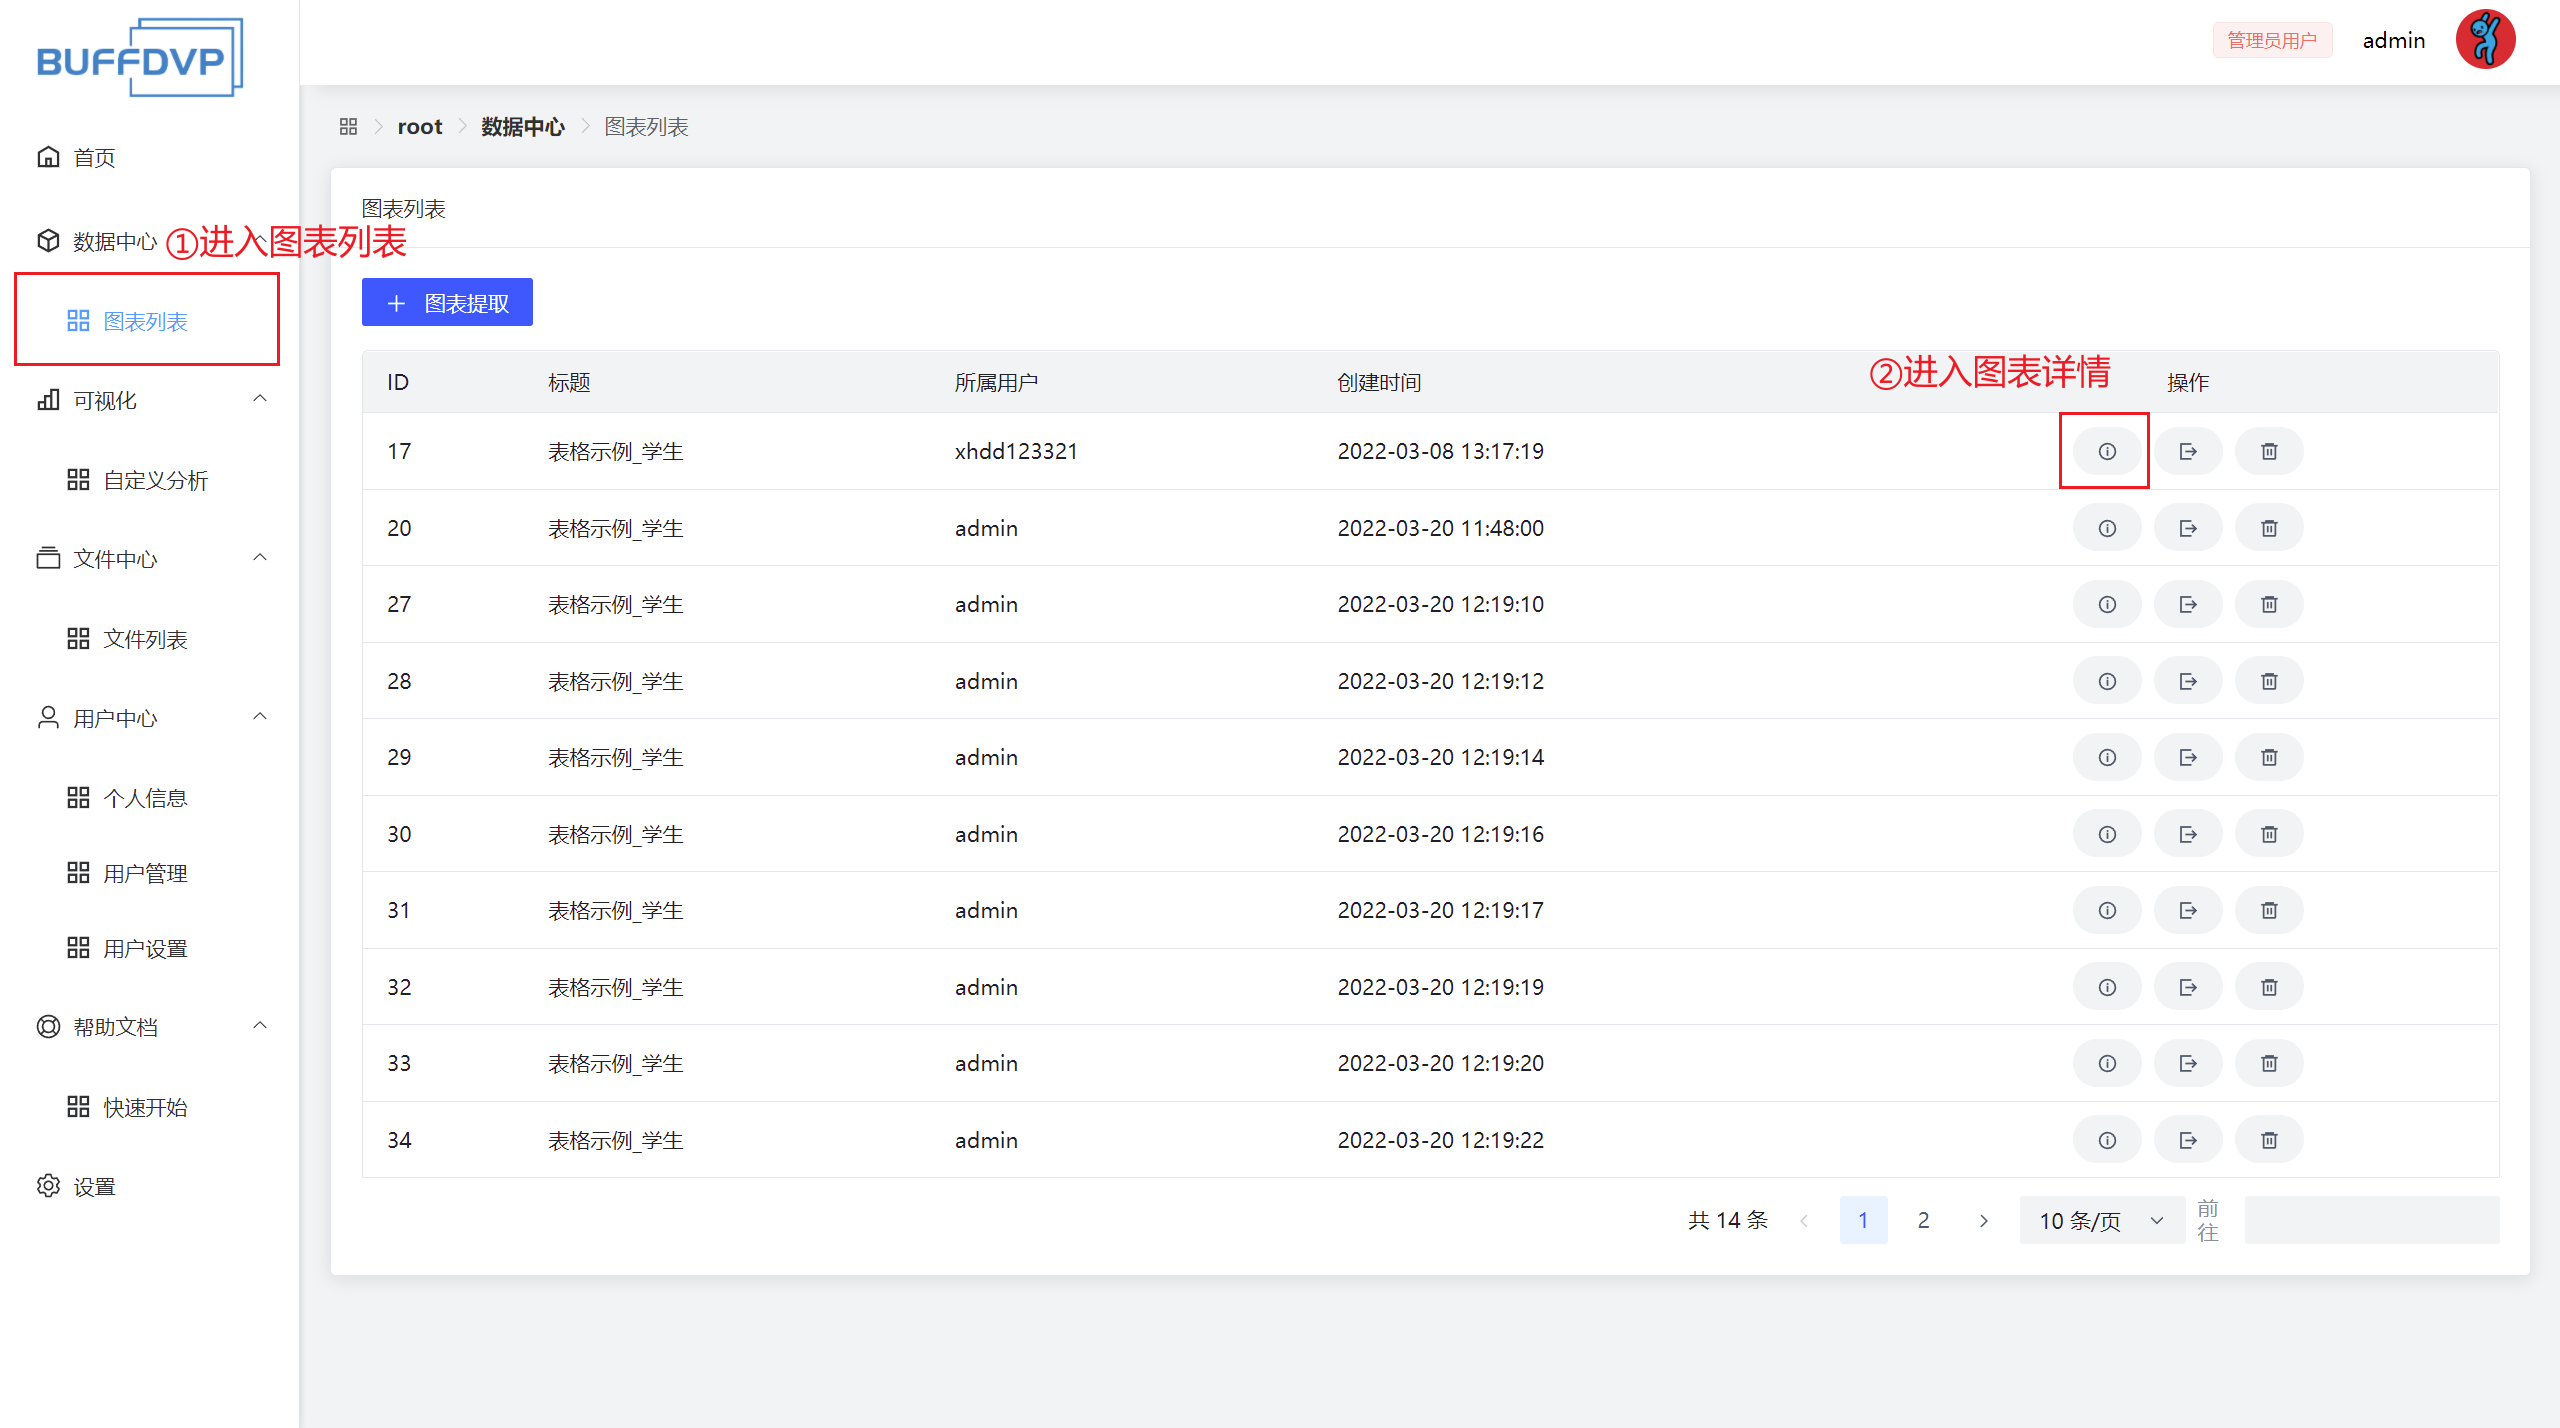 BUFFDVP
管理员用户 admin
首页
数据中心
①进入图表列表
图表列表
可视化
自定义分析
文件中心
文件列表
用户中心
个人信息
用户管理
用户设置
帮助文档
快速开始
设置
root 数据中心 图表列表
图表列表
图表提取
②进入图表详情
ID 标题 所属用户 创建时间 操作
17 表格示例_学生 xhdd123321 2022-03-08 13:17:19
20 表格示例_学生 admin 2022-03-20 11:48:00
27 表格示例_学生 admin 2022-03-20 12:19:10
28 表格示例_学生 admin 2022-03-20 12:19:12
29 表格示例_学生 admin 2022-03-20 12:19:14
30 表格示例_学生 admin 2022-03-20 12:19:16
31 表格示例_学生 admin 2022-03-20 12:19:17
32 表格示例_学生 admin 2022-03-20 12:19:19
33 表格示例_学生 admin 2022-03-20 12:19:20
34 表格示例_学生 admin 2022-03-20 12:19:22
共 14 条 1 2 10 条/页 前往